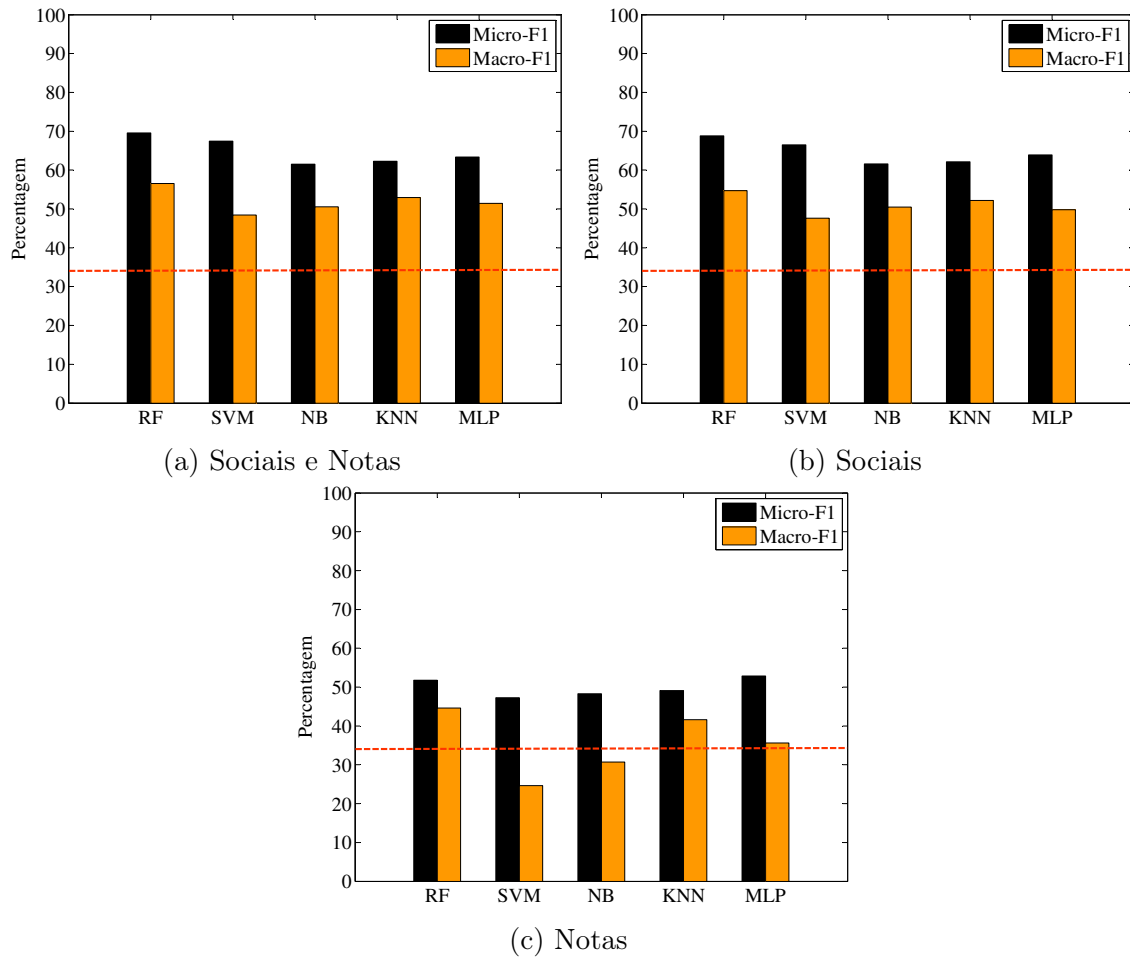 100
90
80
70
60
50
40
30
20
10
0
Percentagem
Micro-F1
Macro-F1
RF SVM NB KNN MLP
(a) Sociais e Notas
100
90
80
70
60
50
40
30
20
10
0
Percentagem
Micro-F1
Macro-F1
RF SVM NB KNN MLP
(b) Sociais
100
90
80
70
60
50
40
30
20
10
0
Percentagem
Micro-F1
Macro-F1
RF SVM NB KNN MLP
(c) Notas